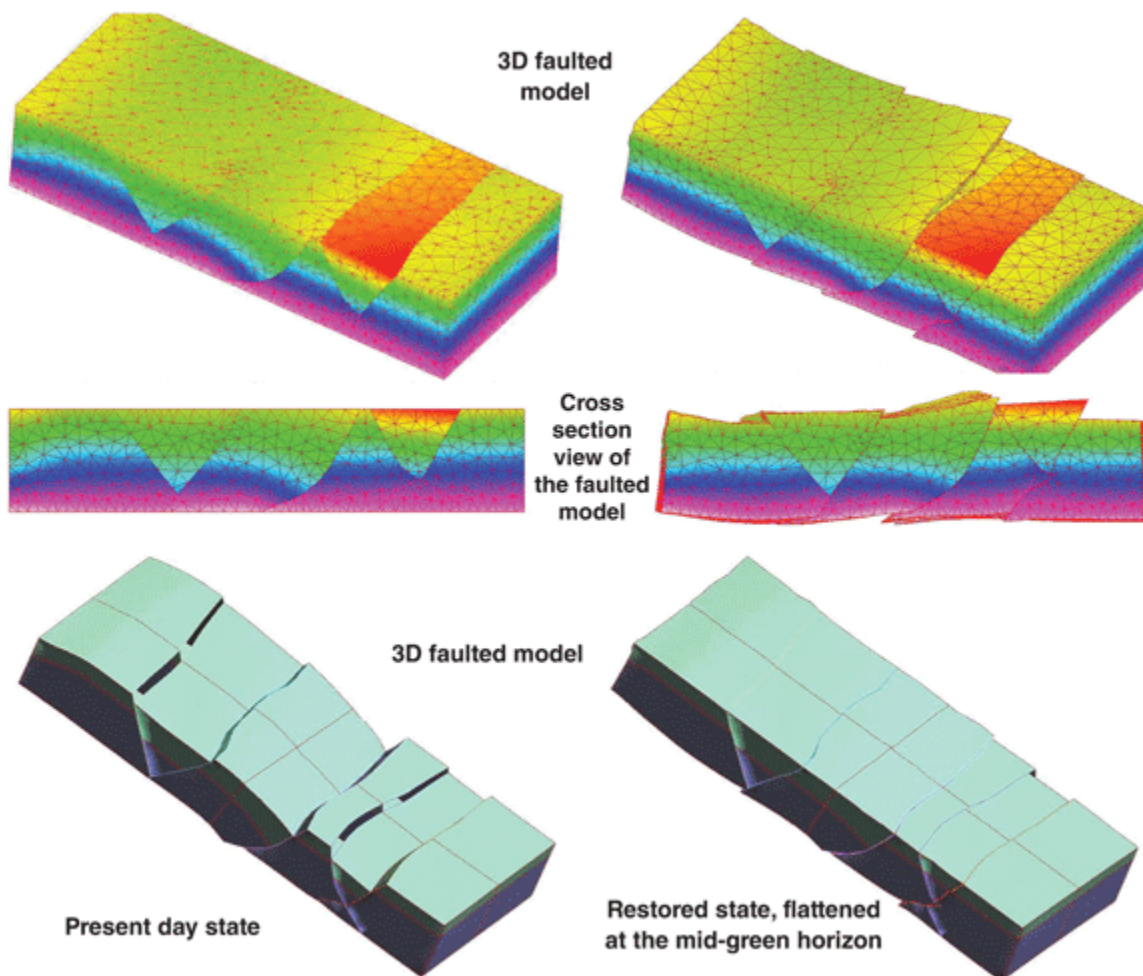 3D faulted
model
Cross
section
view of
the faulted
model
3D faulted model
Present day state
Restored state, flattened
at the mid-green horizon